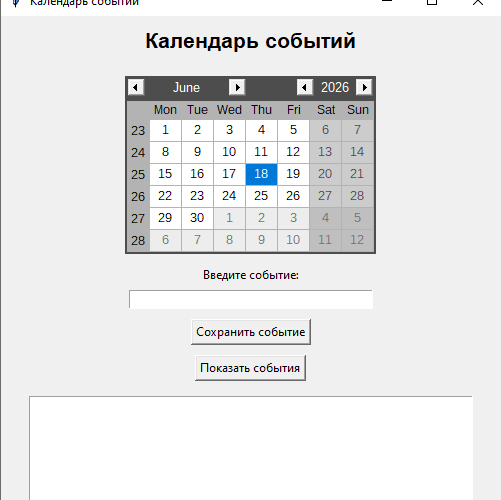 Календарь событий
Календарь событий
June 2026
Mon Tue Wed Thu Fri Sat Sun
23 1 2 3 4 5 6 7
24 8 9 10 11 12 13 14
25 15 16 17 18 19 20 21
26 22 23 24 25 26 27 28
27 29 30 1 2 3 4 5
28 6 7 8 9 10 11 12
Введите событие:
Сохранить событие
Показать события